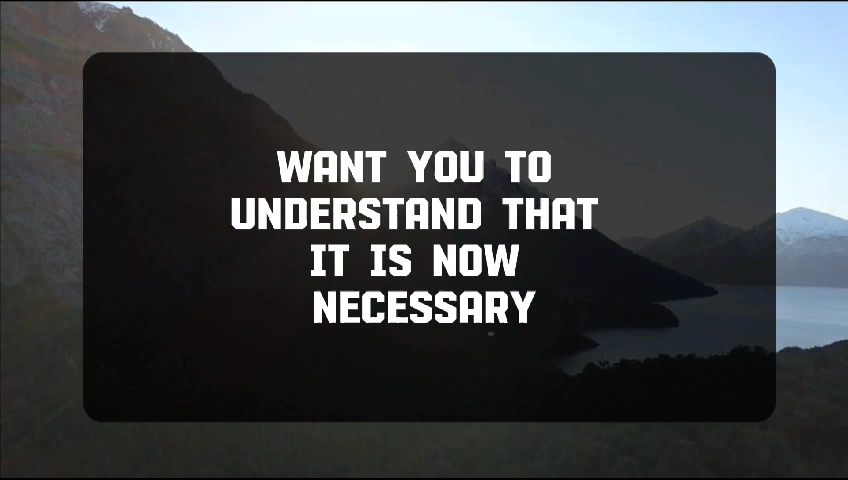 WANT YOU TO
UNDERSTAND THAT
IT IS NOW
NECESSARY